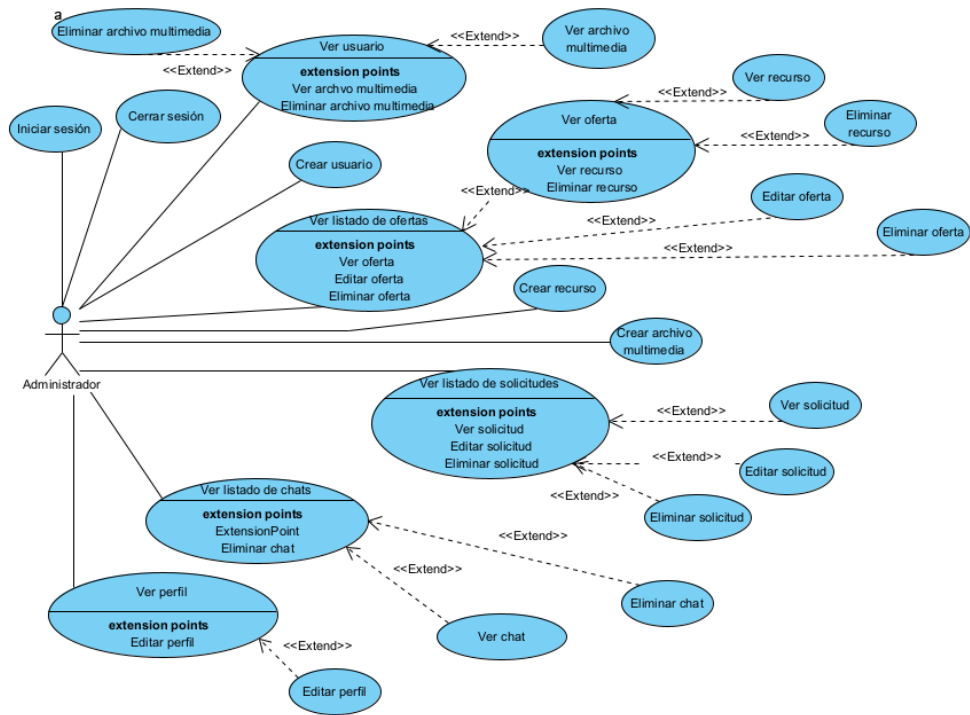 a
Eliminar archivo multimedia
<<Extend>>
Ver usuario
extension points
Ver archvo multimedia
Eliminar archivo multimedia
<<Extend>>
Ver archivo
multimedia
Iniciar sesión
Cerrar sesión
Crear usuario
Ver recurso
<<Extend>>
Ver oferta
extension points
Ver recurso
Eliminar recurso
<<Extend>>
Eliminar
recurso
<<Extend>>
Editar oferta
<<Extend>>
Ver listado de ofertas
extension points
Ver oferta
Editar oferta
Eliminar oferta
<<Extend>>
Eliminar oferta
Crear recurso
Crear archivo
multimedia
Administrador
Ver listado de solicitudes
extension points
Ver solicitud
Editar solicitud
Eliminar solicitud
<<Extend>>
Ver solicitud
<<Extend>>
Editar solicitud
<<Extend>>
Eliminar solicitud
Ver listado de chats
extension points
ExtensionPoint
Eliminar chat
<<Extend>>
Eliminar chat
<<Extend>>
Ver chat
Ver perfil
extension points
Editar perfil
<<Extend>>
Editar perfil